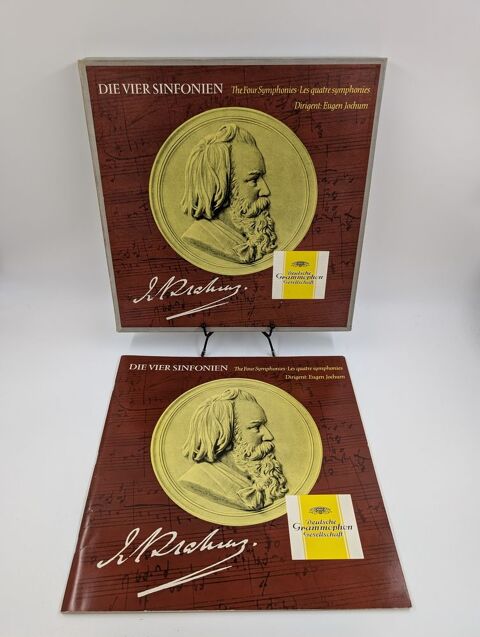 DIE VIER SINFONIEN The Four Symphonies · Les quatre symphonies
Dirigent: Eugen Jochum
Deutsche
Grammophon
Gesellschaft
J. Brahms.
DIE VIER SINFONIEN The Four Symphonies · Les quatre symphonies
Dirigent: Eugen Jochum
Deutsche
Grammophon
Gesellschaft
J. Brahms.